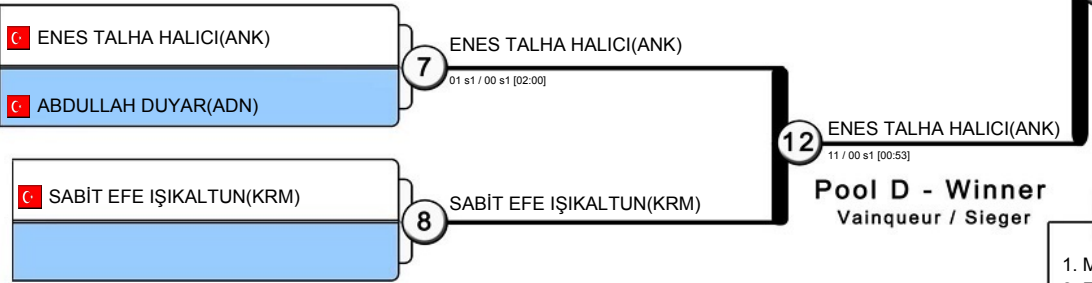 ENES TALHA HALICI(ANK)
ABDULLAH DUYAR(ADN)
7
ENES TALHA HALICI(ANK)
01 s1 / 00 s1 [02:00]
SABİT EFE IŞIKALTUN(KRM)
8
SABİT EFE IŞIKALTUN(KRM)
12
ENES TALHA HALICI(ANK)
11 / 00 s1 [00:53]
Pool D - Winner
Vainqueur / Sieger
1.